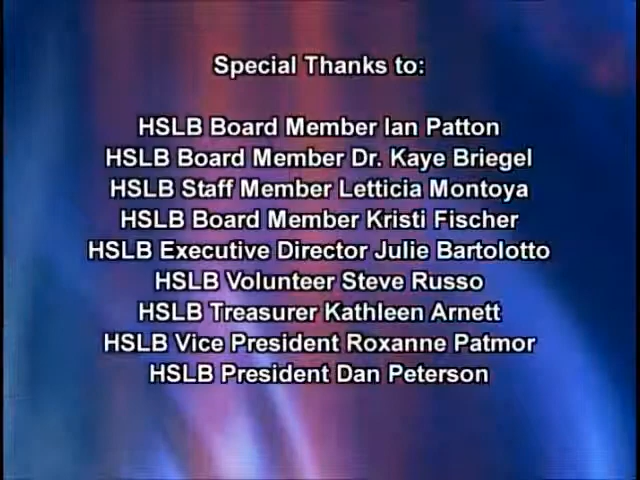 Special Thanks to:
HSLB Board Member Ian Patton
HSLB Board Member Dr. Kaye Briegel
HSLB Staff Member Letticia Montoya
HSLB Board Member Kristi Fischer
HSLB Executive Director Julie Bartolotto
HSLB Volunteer Steve Russo
HSLB Treasurer Kathleen Arnett
HSLB Vice President Roxanne Patmor
HSLB President Dan Peterson